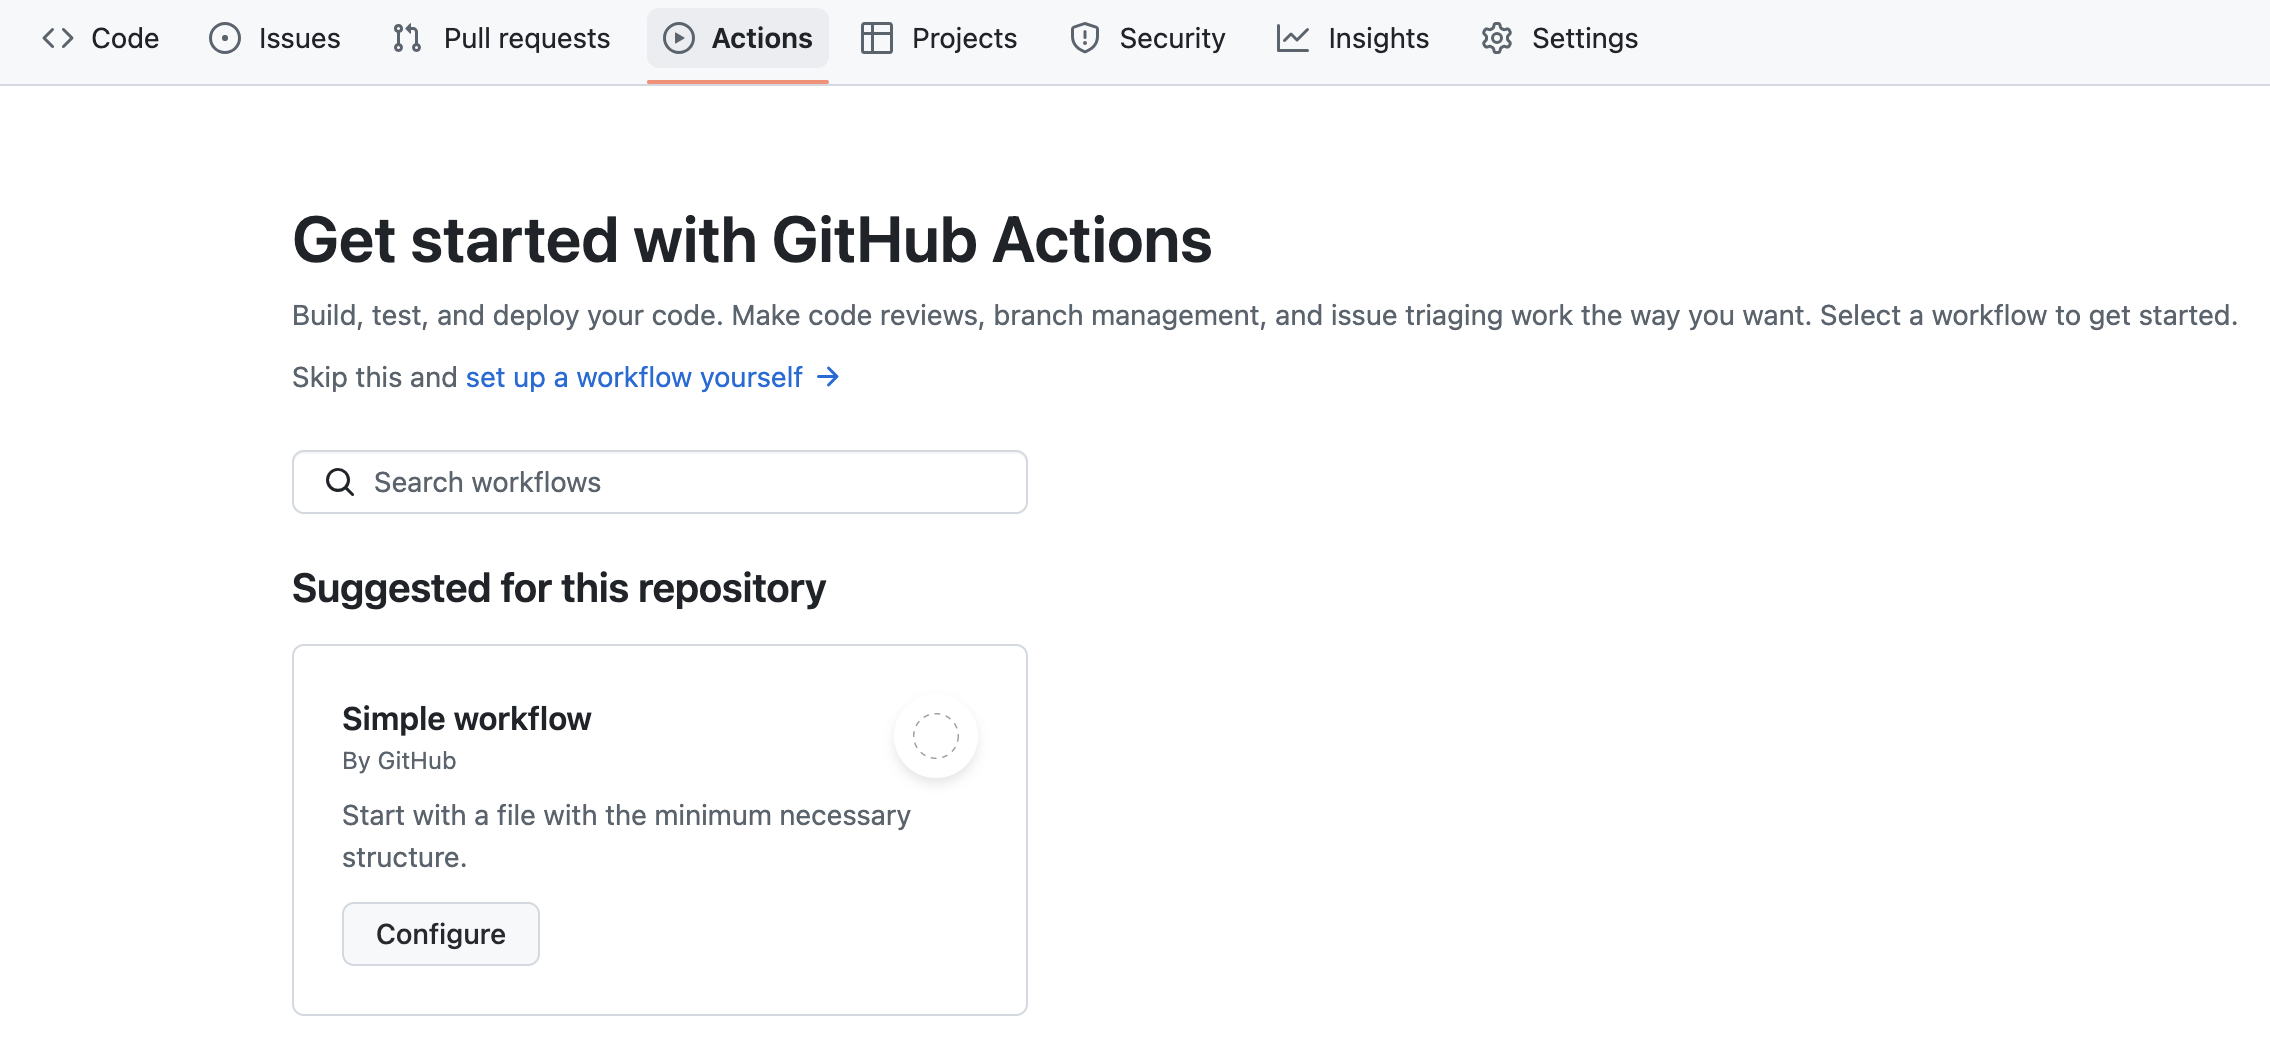 Code Issues Pull requests Actions Projects Security Insights Settings
Get started with GitHub Actions
Build, test, and deploy your code. Make code reviews, branch management, and issue triaging work the way you want. Select a workflow to get started.
Skip this and set up a workflow yourself →
Search workflows
Suggested for this repository
Simple workflow
By GitHub
Start with a file with the minimum necessary
structure.
Configure